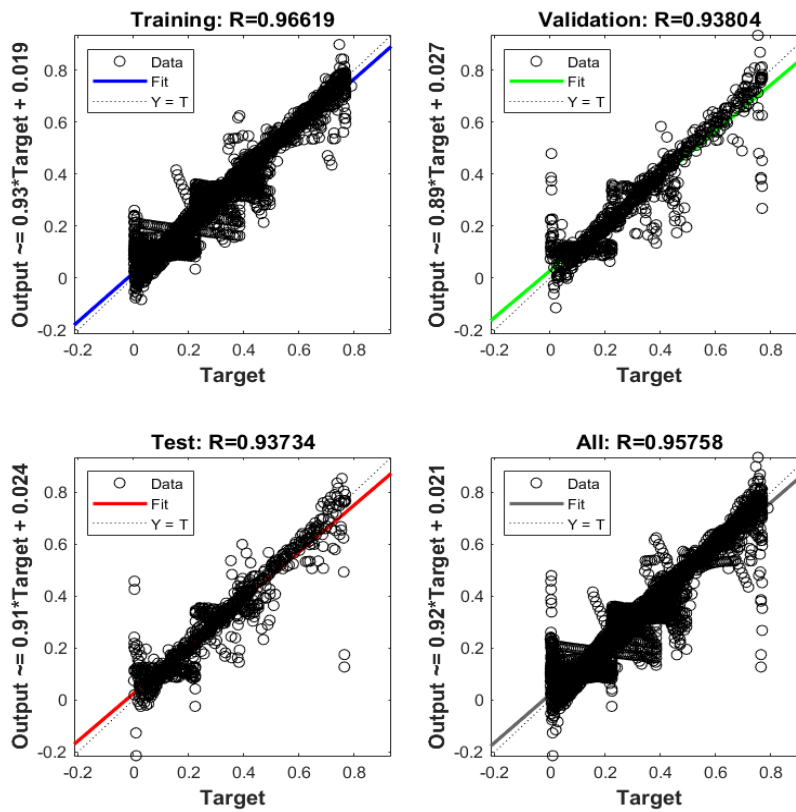 Training: R=0.96619
Output ~= 0.93*Target + 0.019
0.8
0.6
0.4
0.2
0
-0.2
Data
Fit
Y = T
-0.2
0
0.2
0.4
0.6
0.8
Target
Validation: R=0.93804
Output ~= 0.89*Target + 0.027
0.8
0.6
0.4
0.2
0
-0.2
Data
Fit
Y = T
-0.2
0
0.2
0.4
0.6
0.8
Target
Test: R=0.93734
Output ~= 0.91*Target + 0.024
0.8
0.6
0.4
0.2
0
-0.2
Data
Fit
Y = T
-0.2
0
0.2
0.4
0.6
0.8
Target
All: R=0.95758
Output ~= 0.92*Target + 0.021
0.8
0.6
0.4
0.2
0
-0.2
Data
Fit
Y = T
-0.2
0
0.2
0.4
0.6
0.8
Target